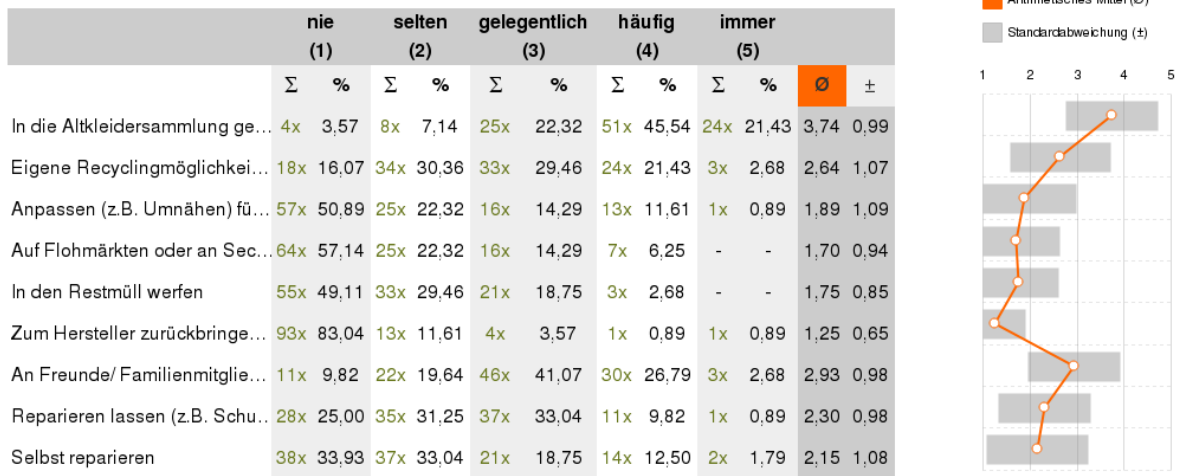 Arithmetisches Mittel (Ø)
Standardabweichung (±)
nie selten gelegentlich häufig immer
(1) (2) (3) (4) (5)
Σ % Σ % Σ % Σ % Σ % Ø ±
1 2 3 4 5
In die Altkleidersammlung ge... 4x 3,57 8x 7,14 25x 22,32 51x 45,54 24x 21,43 3,74 0,99
Eigene Recyclingmöglichkei... 18x 16,07 34x 30,36 33x 29,46 24x 21,43 3x 2,68 2,64 1,07
Anpassen (z.B. Umnähen) fü... 57x 50,89 25x 22,32 16x 14,29 13x 11,61 1x 0,89 1,89 1,09
Auf Flohmärkten oder an Sec... 64x 57,14 25x 22,32 16x 14,29 7x 6,25 - - 1,70 0,94
In den Restmüll werfen 55x 49,11 33x 29,46 21x 18,75 3x 2,68 - - 1,75 0,85
Zum Hersteller zurückbringe... 93x 83,04 13x 11,61 4x 3,57 1x 0,89 1x 0,89 1,25 0,65
An Freunde/ Familienmitglie... 11x 9,82 22x 19,64 46x 41,07 30x 26,79 3x 2,68 2,93 0,98
Reparieren lassen (z.B. Schu... 28x 25,00 35x 31,25 37x 33,04 11x 9,82 1x 0,89 2,30 0,98
Selbst reparieren 38x 33,93 37x 33,04 21x 18,75 14x 12,50 2x 1,79 2,15 1,08